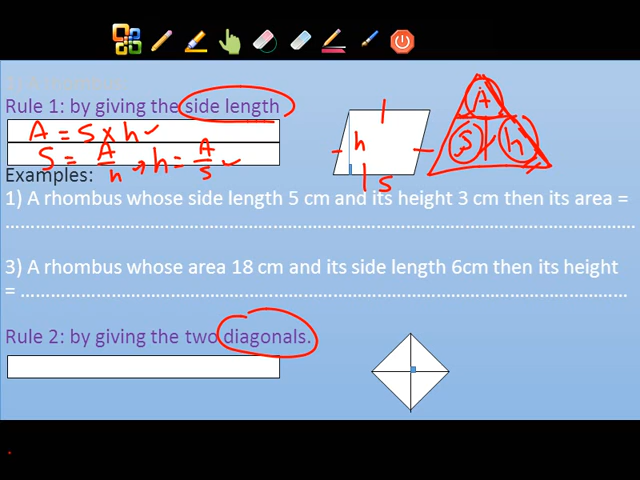 Rule 1: by giving the side length
A = S × h
S = A/h, h = A/S
A
S h
h
S
Examples:
1) A rhombus whose side length 5 cm and its height 3 cm then its area =
................................................................................
3) A rhombus whose area 18 cm and its side length 6cm then its height
= ................................................................................
Rule 2: by giving the two diagonals.